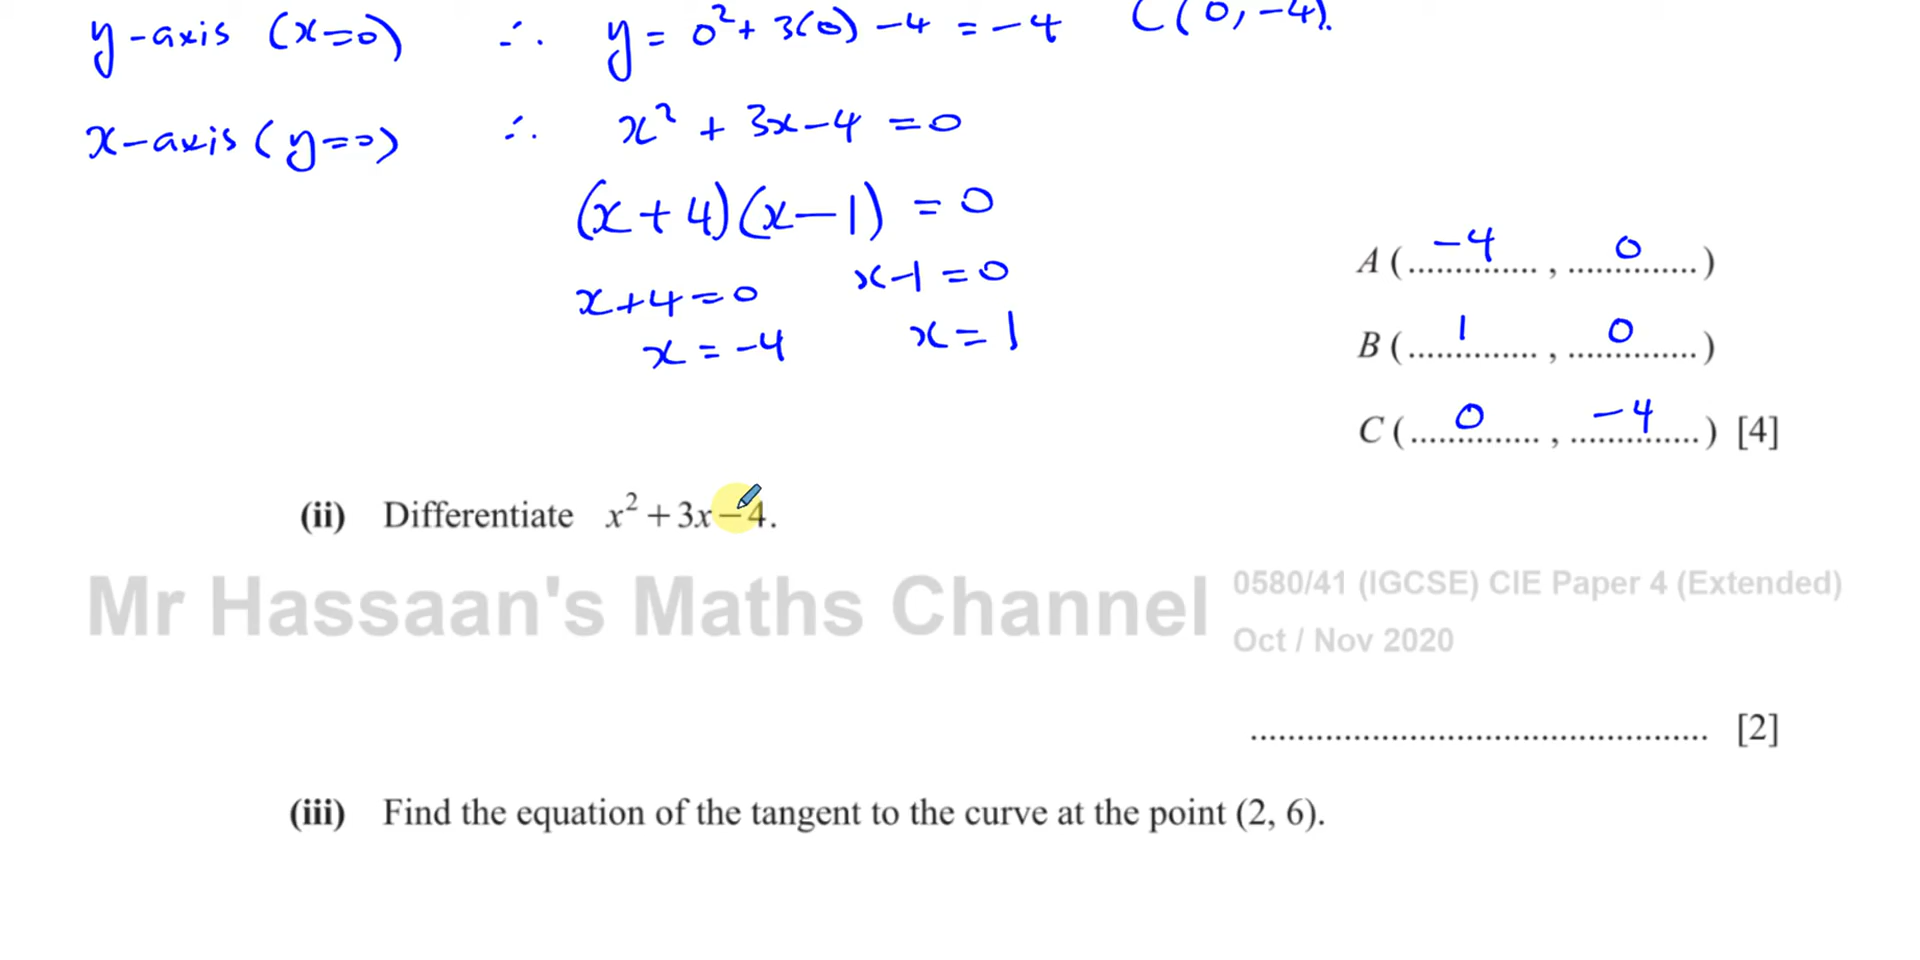 y-axis (x=0) ∴ y = 0² + 3(0) -4 = -4 C(0, -4).
x-axis (y=0) ∴ x² + 3x - 4 = 0
(x + 4)(x - 1) = 0
x+4 = 0 x-1 = 0
x = -4 x = 1
A (.....-4....... , .....0.......)
B (.....1....... , .....0.......)
C (.....0....... , .....-4.......) [4]
(ii) Differentiate x² + 3x - 4.
Mr Hassaan's Maths Channel
0580/41 (IGCSE) CIE Paper 4 (Extended)
Oct / Nov 2020
................................................ [2]
(iii) Find the equation of the tangent to the curve at the point (2, 6).